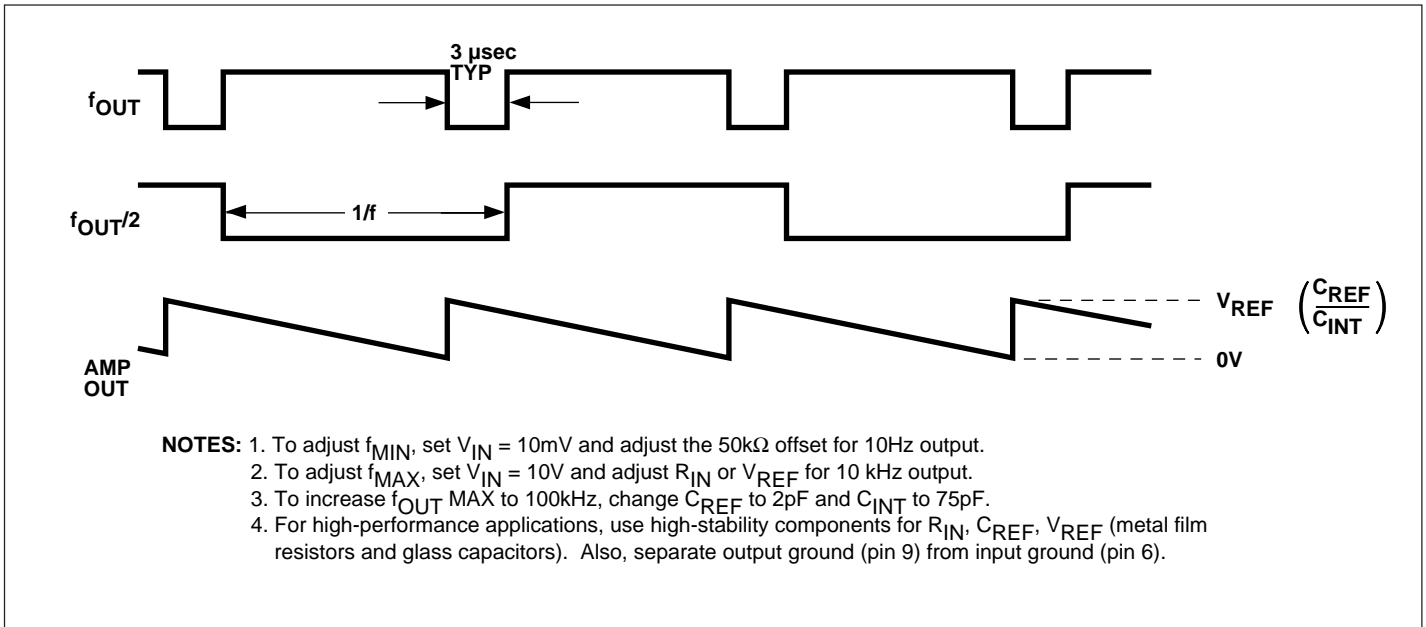 3 µsec
TYP
fOUT
fOUT/2
1/f
VREF (CREF/CINT)
0V
AMP
OUT
NOTES: 1. To adjust fMIN, set VIN = 10mV and adjust the 50kΩ offset for 10Hz output.
2. To adjust fMAX, set VIN = 10V and adjust RIN or VREF for 10 kHz output.
3. To increase fOUT MAX to 100kHz, change CREF to 2pF and CINT to 75pF.
4. For high-performance applications, use high-stability components for RIN, CREF, VREF (metal film
resistors and glass capacitors). Also, separate output ground (pin 9) from input ground (pin 6).